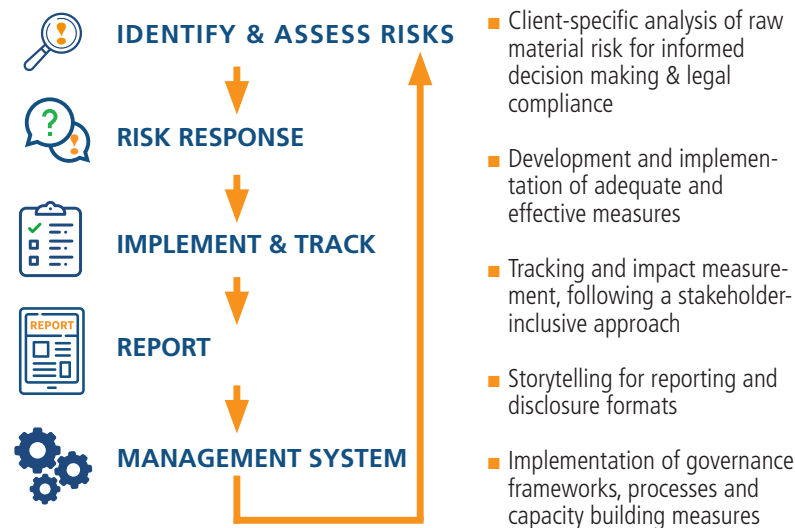 IDENTIFY & ASSESS RISKS
RISK RESPONSE
IMPLEMENT & TRACK
REPORT
REPORT
MANAGEMENT SYSTEM
Client-specific analysis of raw
material risk for informed
decision making & legal
compliance
Development and implemen-
tation of adequate and
effective measures
Tracking and impact measure-
ment, following a stakeholder-
inclusive approach
Storytelling for reporting and
disclosure formats
Implementation of governance
frameworks, processes and
capacity building measures